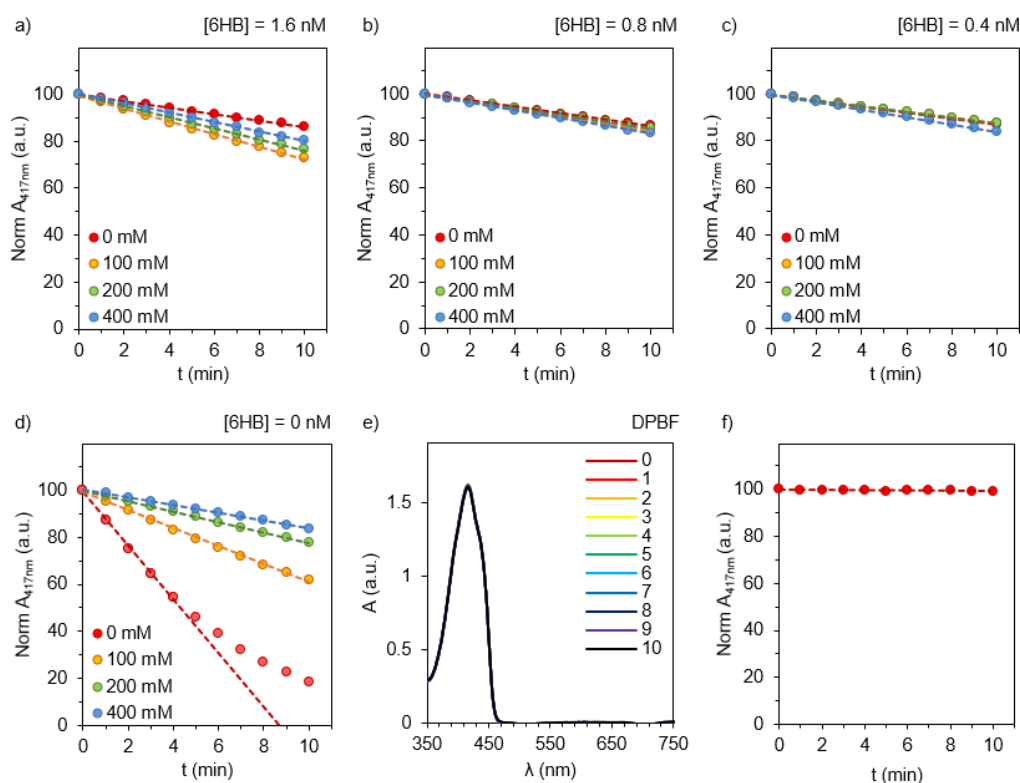 a) [6HB] = 1.6 nM
Norm A417nm (a.u.)
100
80
60
40
20
0
0 mM
100 mM
200 mM
400 mM
0 2 4 6 8 10
t (min)
b) [6HB] = 0.8 nM
Norm A417nm (a.u.)
100
80
60
40
20
0
0 mM
100 mM
200 mM
400 mM
0 2 4 6 8 10
t (min)
c) [6HB] = 0.4 nM
Norm A417nm (a.u.)
100
80
60
40
20
0
0 mM
100 mM
200 mM
400 mM
0 2 4 6 8 10
t (min)
d) [6HB] = 0 nM
Norm A417nm (a.u.)
100
80
60
40
20
0
0 mM
100 mM
200 mM
400 mM
0 2 4 6 8 10
t (min)
e) DPBF
A (a.u.)
1.5
1
0.5
0
0
1
2
3
4
5
6
7
8
9
10
350 450 550 650 750
λ (nm)
f)
Norm A417nm (a.u.)
100
80
60
40
20
0
0 2 4 6 8 10
t (min)